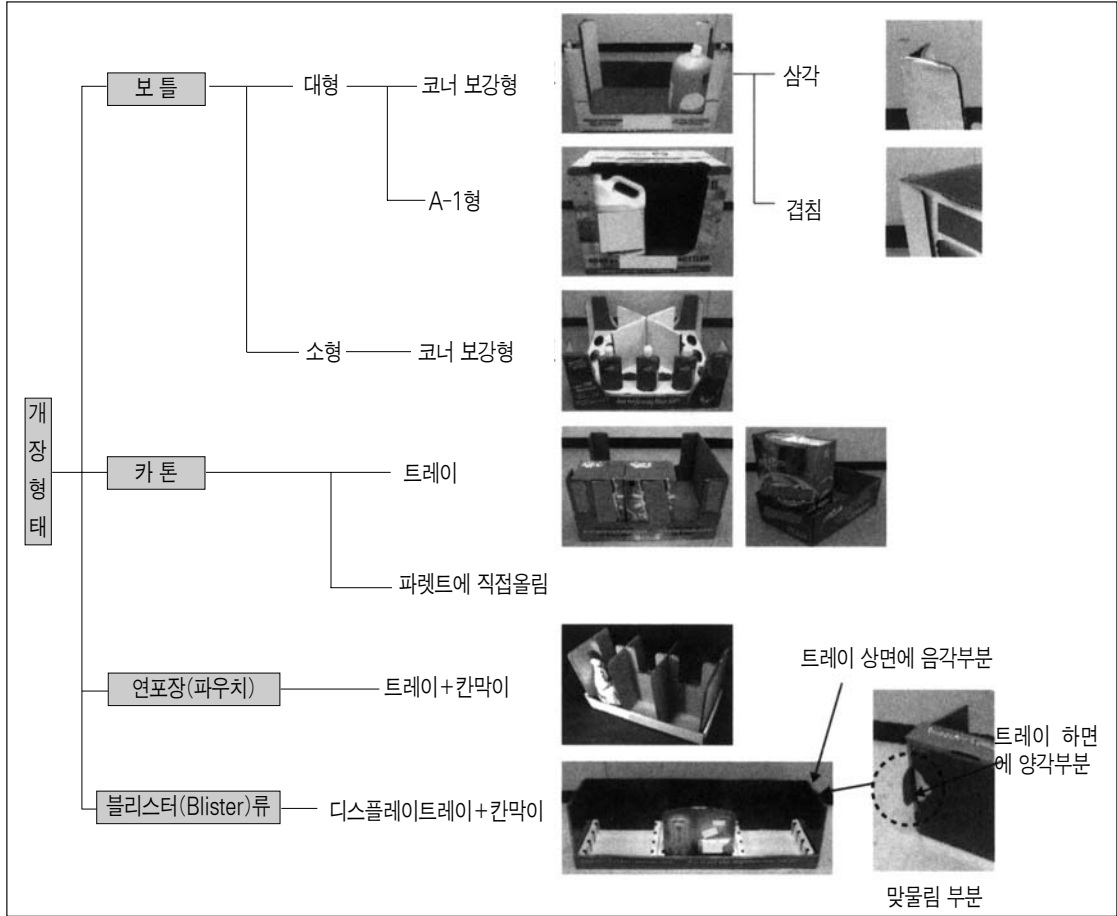 개장형태
보 틀
대형
코너 보강형
삼각
A-1형
겹침
소형
코너 보강형
카 톤
트레이
파렛트에 직접올림
연포장(파우치)
트레이+칸막이
트레이 상면에 음각부분
트레이 하면
에 양각부분
블리스터(Blister)류
디스플레이트레이+칸막이
맞물림 부분